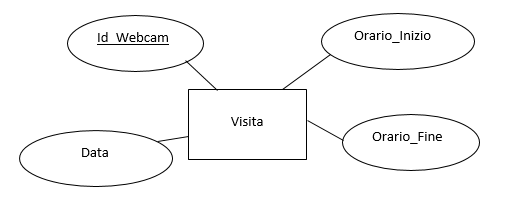 Id_Webcam
Orario_Inizio
Visita
Data
Orario_Fine